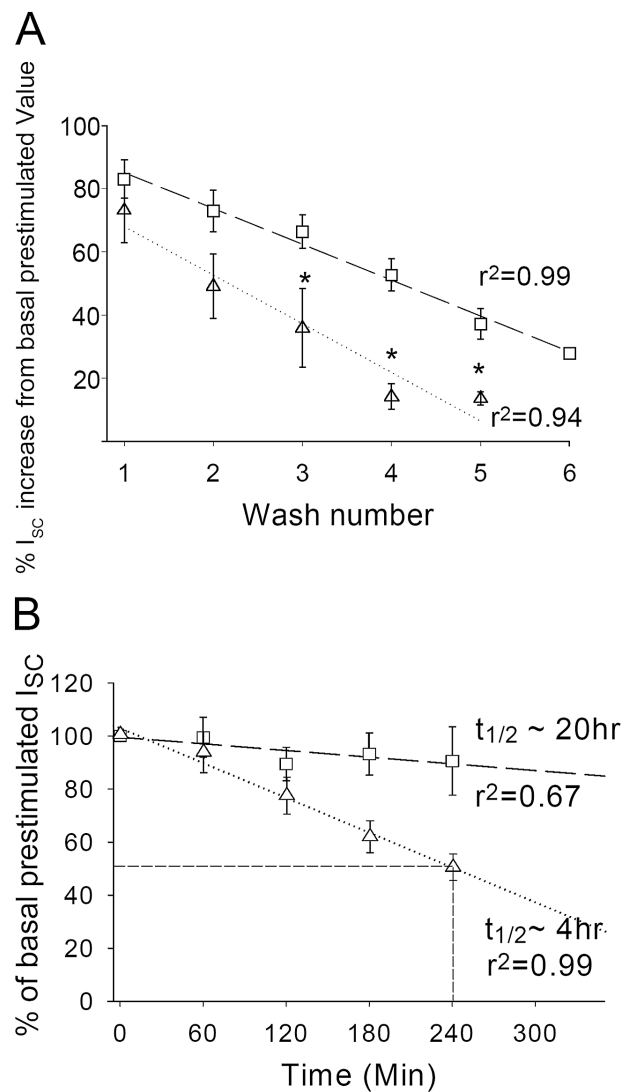 A
% ISC increase from basal prestimulated Value
100
80
60
40
20
*
*
*
r2=0.99
r2=0.94
1 2 3 4 5 6
Wash number
B
% of basal prestimulated ISC
120
100
80
60
40
20
0
t1/2 ~ 20hr
r2=0.67
t1/2~ 4hr
r2=0.99
0 60 120 180 240 300
Time (Min)